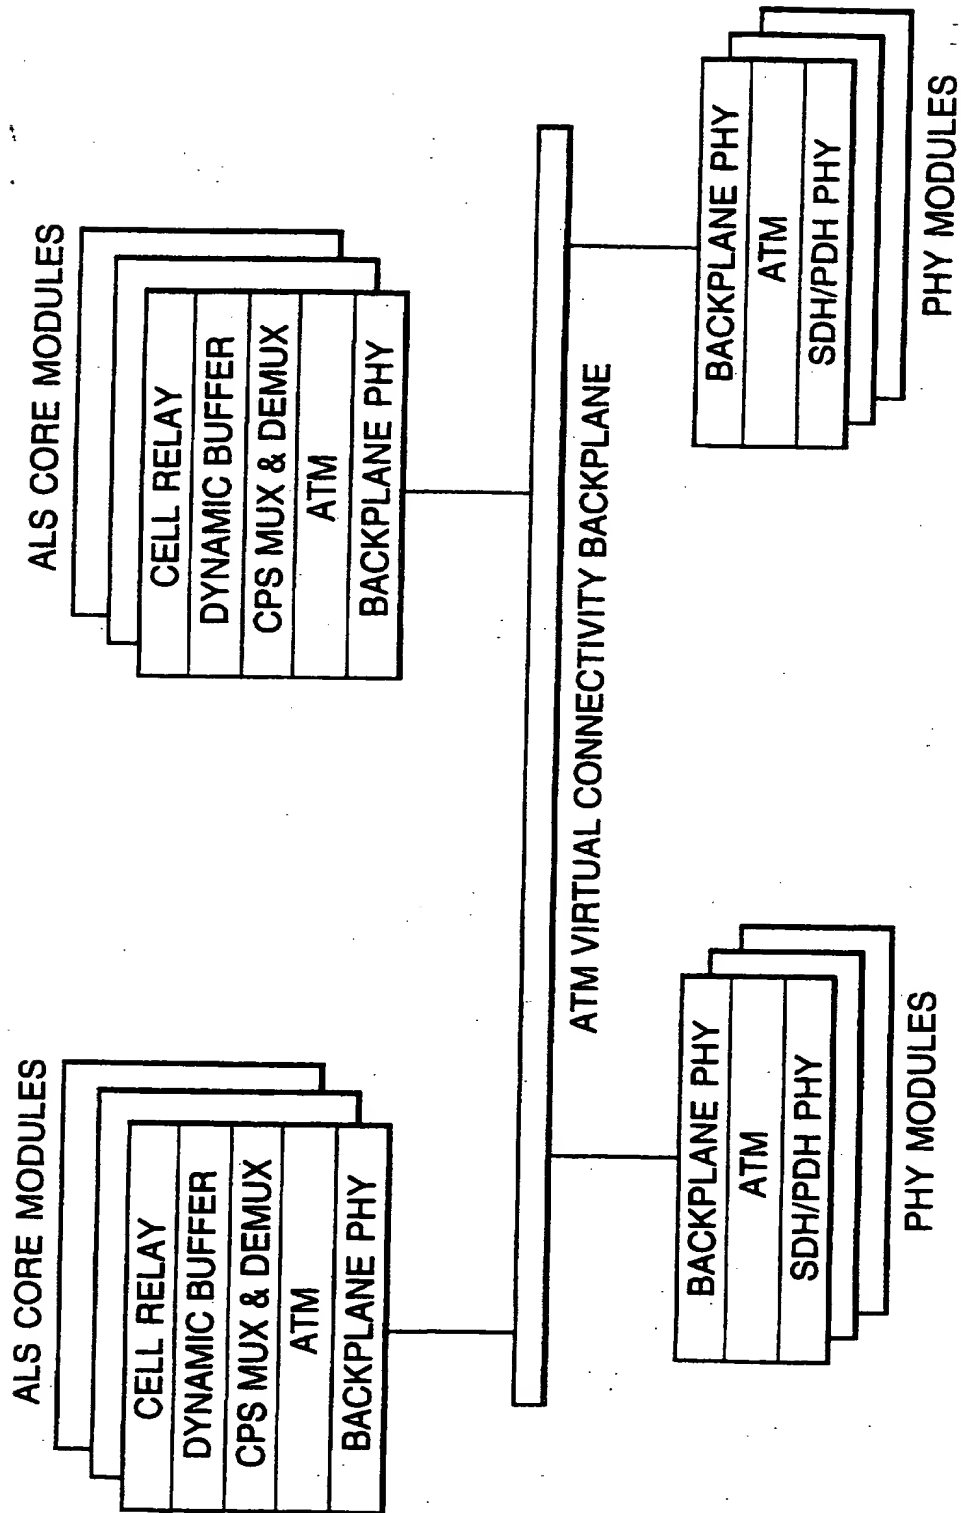 ALS CORE MODULES
CELL RELAY
DYNAMIC BUFFER
CPS MUX & DEMUX
ATM
BACKPLANE PHY
ALS CORE MODULES
CELL RELAY
DYNAMIC BUFFER
CPS MUX & DEMUX
ATM
BACKPLANE PHY
ATM VIRTUAL CONNECTIVITY BACKPLANE
BACKPLANE PHY
ATM
SDH/PDH PHY
PHY MODULES
BACKPLANE PHY
ATM
SDH/PDH PHY
PHY MODULES